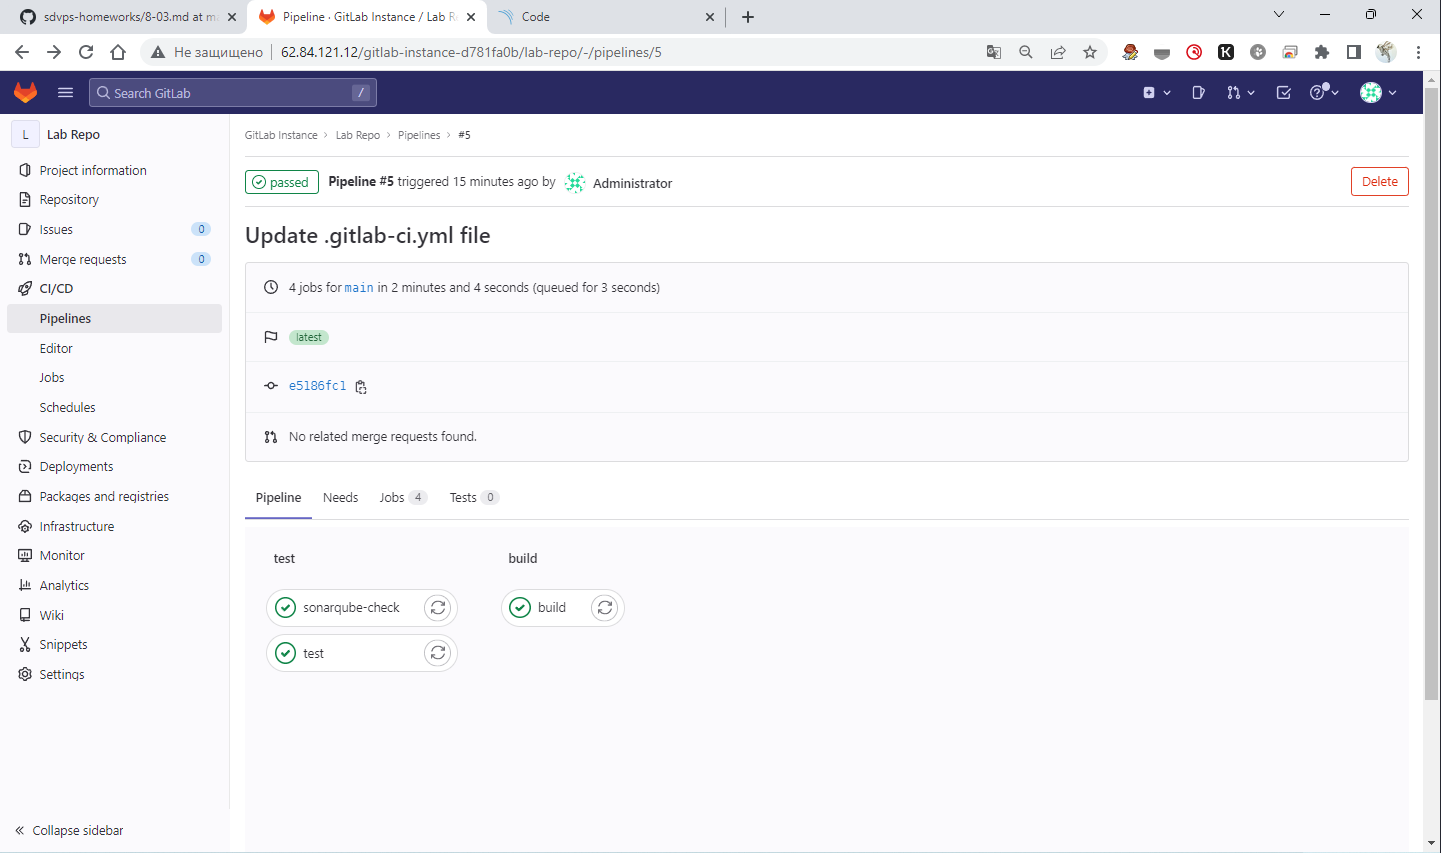 sdvps-homeworks/8-03.md at m
Pipeline · GitLab Instance / Lab R
Code
Не защищено
62.84.121.12/gitlab-instance-d781fa0b/lab-repo/-/pipelines/5
Search GitLab /
L Lab Repo
Project information
Repository
Issues 0
Merge requests 0
CI/CD
Pipelines
Editor
Jobs
Schedules
Security & Compliance
Deployments
Packages and registries
Infrastructure
Monitor
Analytics
Wiki
Snippets
Settings
Collapse sidebar
GitLab Instance › Lab Repo › Pipelines › #5
passed Pipeline #5 triggered 15 minutes ago by Administrator
Delete
Update .gitlab-ci.yml file
4 jobs for main in 2 minutes and 4 seconds (queued for 3 seconds)
latest
e5186fc1
No related merge requests found.
Pipeline Needs Jobs 4 Tests 0
test
sonarqube-check
test
build
build